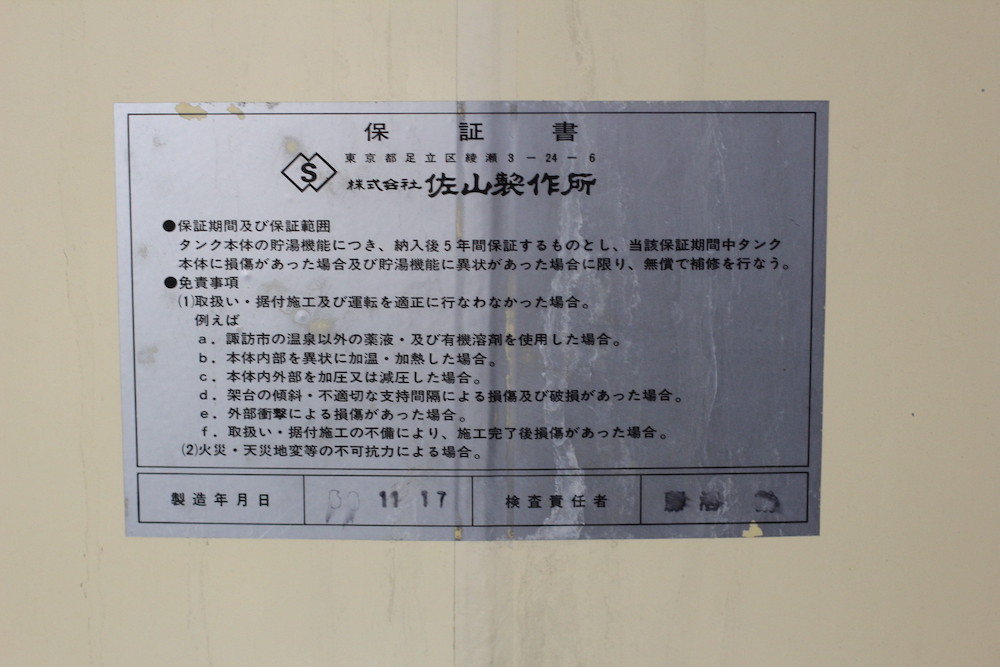 保証書
東京都足立区綾瀬3-24-6
S
株式会社 佐山製作所
●保証期間及び保証範囲
タンク本体の貯湯機能につき、納入後5年間保証するものとし、当該保証期間中タンク
本体に損傷があった場合及び貯湯機能に異状があった場合に限り、無償で補修を行なう。
●免責事項
(1)取扱い・据付施工及び運転を適正に行なわなかった場合。
例えば
a．諏訪市の温泉以外の薬液・及び有機溶剤を使用した場合。
b．本体内部を異状に加温・加熱した場合。
c．本体内外部を加圧又は減圧した場合。
d．架台の傾斜・不適切な支持間隔による損傷及び破損があった場合。
e．外部衝撃による損傷があった場合。
f．取扱い・据付施工の不備により、施工完了後損傷があった場合。
(2)火災・天災地変等の不可抗力による場合。
製造年月日 11 17 検査責任者